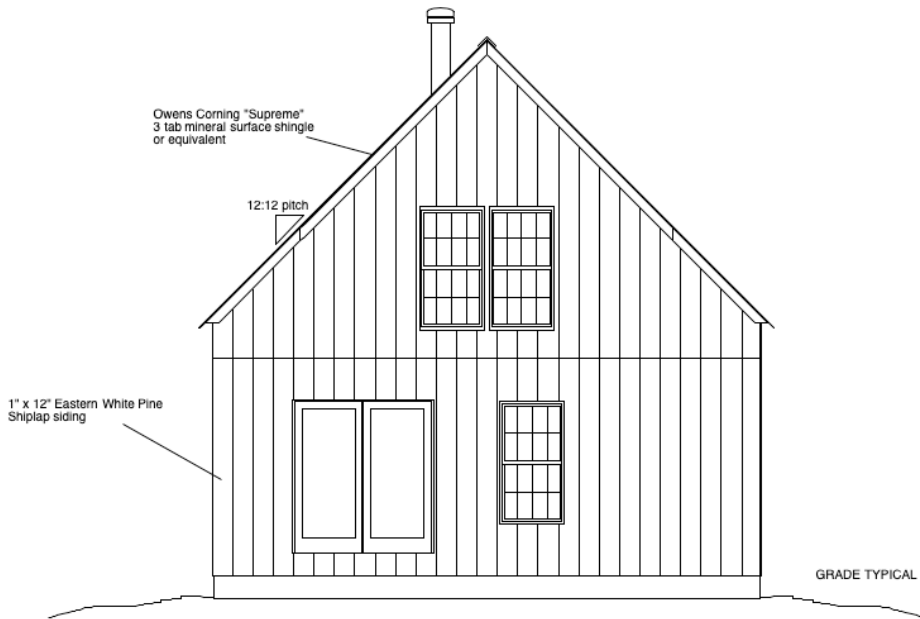 Owens Corning "Supreme"
3 tab mineral surface shingle
or equivalent
12:12 pitch
1" x 12" Eastern White Pine
Shiplap siding
GRADE TYPICAL